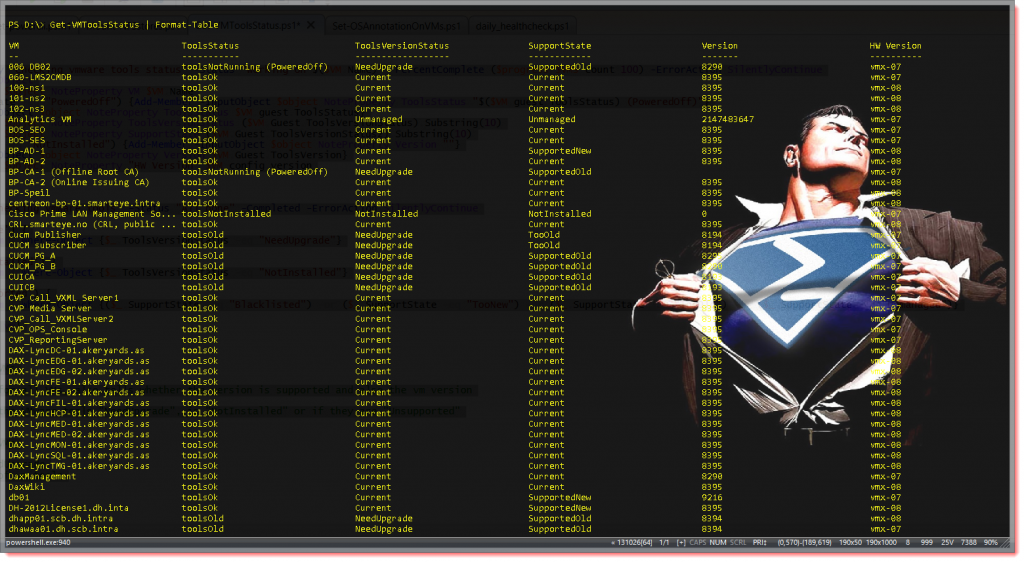 VMToolsStatus.ps1 Set-OSAnnotationOnVMs.ps1 daily_healthcheck.ps1
PS D:\> Get-VMToolsStatus | Format-Table
VM ToolsStatus ToolsVersionStatus SupportState Version HW Version
-- ----------- ------------------ ------------ ------- ----------
006 DB02 toolsNotRunning (PoweredOff) NeedUpgrade SupportedOld 8290 vmx-07
060-LMS2CMDB toolsOk Current Current 8395 vmx-07
100-ns1 toolsOk Current Current 8395 vmx-08
101-ns2 toolsOk Current Current 8395 vmx-08
102-ns3 toolsOk Current Current 8395 vmx-08
Analytics VM toolsOk Unmanaged Unmanaged 2147483647 vmx-07
BOS-SEO toolsOk Current Current 8395 vmx-07
BOS-SES toolsOk Current Current 8395 vmx-07
BP-AD-1 toolsOk Current SupportedNew 8395 vmx-08
BP-AD-2 toolsOk Current Current 8395 vmx-08
BP-CA-1 (Offline Root CA) toolsNotRunning (PoweredOff) NeedUpgrade SupportedOld vmx-07
BP-CA-2 (Online Issuing CA) toolsOk Current Current 8395 vmx-08
BP-Speil toolsOk Current Current 8395 vmx-08
centreon-bp-01.smarteye.intra toolsOk Current Current 8395 vmx-08
Cisco Prime LAN Management So... toolsNotInstalled NotInstalled NotInstalled 0 vmx-07
CRL.smarteye.no (CRL, public ... toolsOk Current Current 8395 vmx-08
Cucm Publisher toolsOld NeedUpgrade TooOld 8194
CUCM subscriber toolsOld NeedUpgrade TooOld 8194
CUCM_PG_A toolsOld NeedUpgrade SupportedOld vmx-07
CUCM_PG_B toolsOld NeedUpgrade SupportedOld vmx-07
CUICA toolsOld NeedUpgrade SupportedOld vmx-07
CUICB toolsOld NeedUpgrade SupportedOld vmx-07
CVP Call_VXML Server1 toolsOk Current Current 8395 vmx-07
CVP Media Server toolsOk Current Current 8395 vmx-07
CVP_Call_VXMLServer2 toolsOk Current Current 8395 vmx-07
CVP_OPS_Console toolsOk Current Current 8395 vmx-07
CVP_ReportingServer toolsOk Current Current 8395 vmx-07
DAX-LyncDC-01.akeryards.as toolsOk Current Current 8395 vmx-08
DAX-LyncEDG-01.akeryards.as toolsOk Current Current 8395 vmx-08
DAX-LyncEDG-02.akeryards.as toolsOk Current Current 8395 vmx-08
DAX-LyncFE-01.akeryards.as toolsOk Current Current 8395 vmx-08
DAX-LyncFE-02.akeryards.as toolsOk Current Current 8395 vmx-08
DAX-LyncFIL-01.akeryards.as toolsOk Current Current 8395 vmx-08
DAX-LyncHCP-01.akeryards.as toolsOk Current Current 8395 vmx-08
DAX-LyncMED-01.akeryards.as toolsOk Current Current 8395 vmx-08
DAX-LyncMED-02.akeryards.as toolsOk Current Current 8395 vmx-08
DAX-LyncMON-01.akeryards.as toolsOk Current Current 8395 vmx-08
DAX-LyncSQL-01.akeryards.as toolsOk Current Current 8395 vmx-08
DAX-LyncTMG-01.akeryards.as toolsOk Current Current 8395 vmx-08
DaxManagement toolsOk Current Current 8290 vmx-07
DaxWiki toolsOk Current Current 8395 vmx-08
db01 toolsOk Current SupportedNew 9216 vmx-07
DH-2012License1.dh.inta toolsOk Current SupportedNew 8395 vmx-08
dhapp01.scb.dh.intra toolsOld NeedUpgrade SupportedOld 8394 vmx-08
dhawaa01.dh.scb.intra toolsOld NeedUpgrade SupportedOld 8394 vmx-07
powershell.exe:940 « 131026[64] 1/1 [+] CAPS NUM SCRL PRI‡ (0,570)-(189,619) 190x50 190x1000 8 999 25V 7388 90%